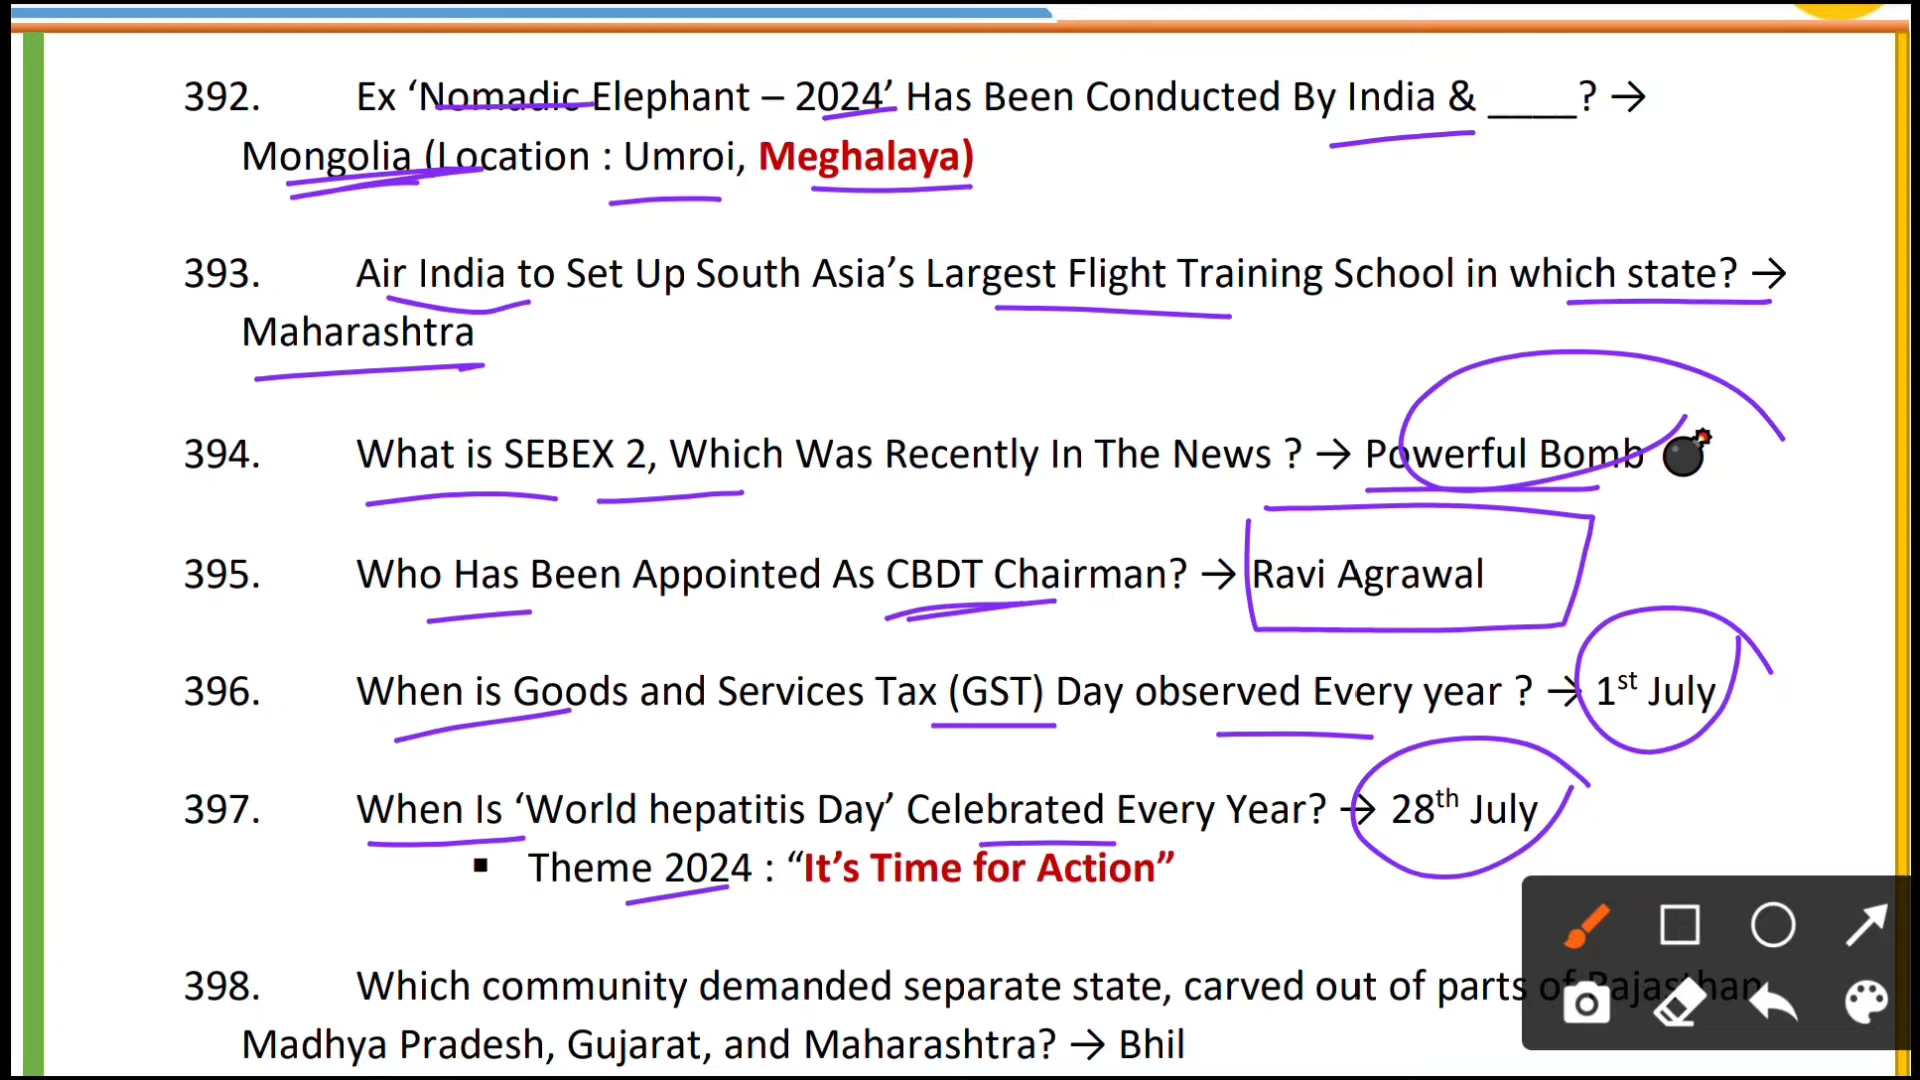 392. Ex ‘Nomadic Elephant – 2024’ Has Been Conducted By India & ____? →
Mongolia (Location : Umroi, Meghalaya)
393. Air India to Set Up South Asia’s Largest Flight Training School in which state? →
Maharashtra
394. What is SEBEX 2, Which Was Recently In The News ? → Powerful Bomb 💣
395. Who Has Been Appointed As CBDT Chairman? → Ravi Agrawal
396. When is Goods and Services Tax (GST) Day observed Every year ? → 1st July
397. When Is ‘World hepatitis Day’ Celebrated Every Year? → 28th July
▪ Theme 2024 : “It’s Time for Action”
398. Which community demanded separate state, carved out of parts of Rajasthan
Madhya Pradesh, Gujarat, and Maharashtra? → Bhil